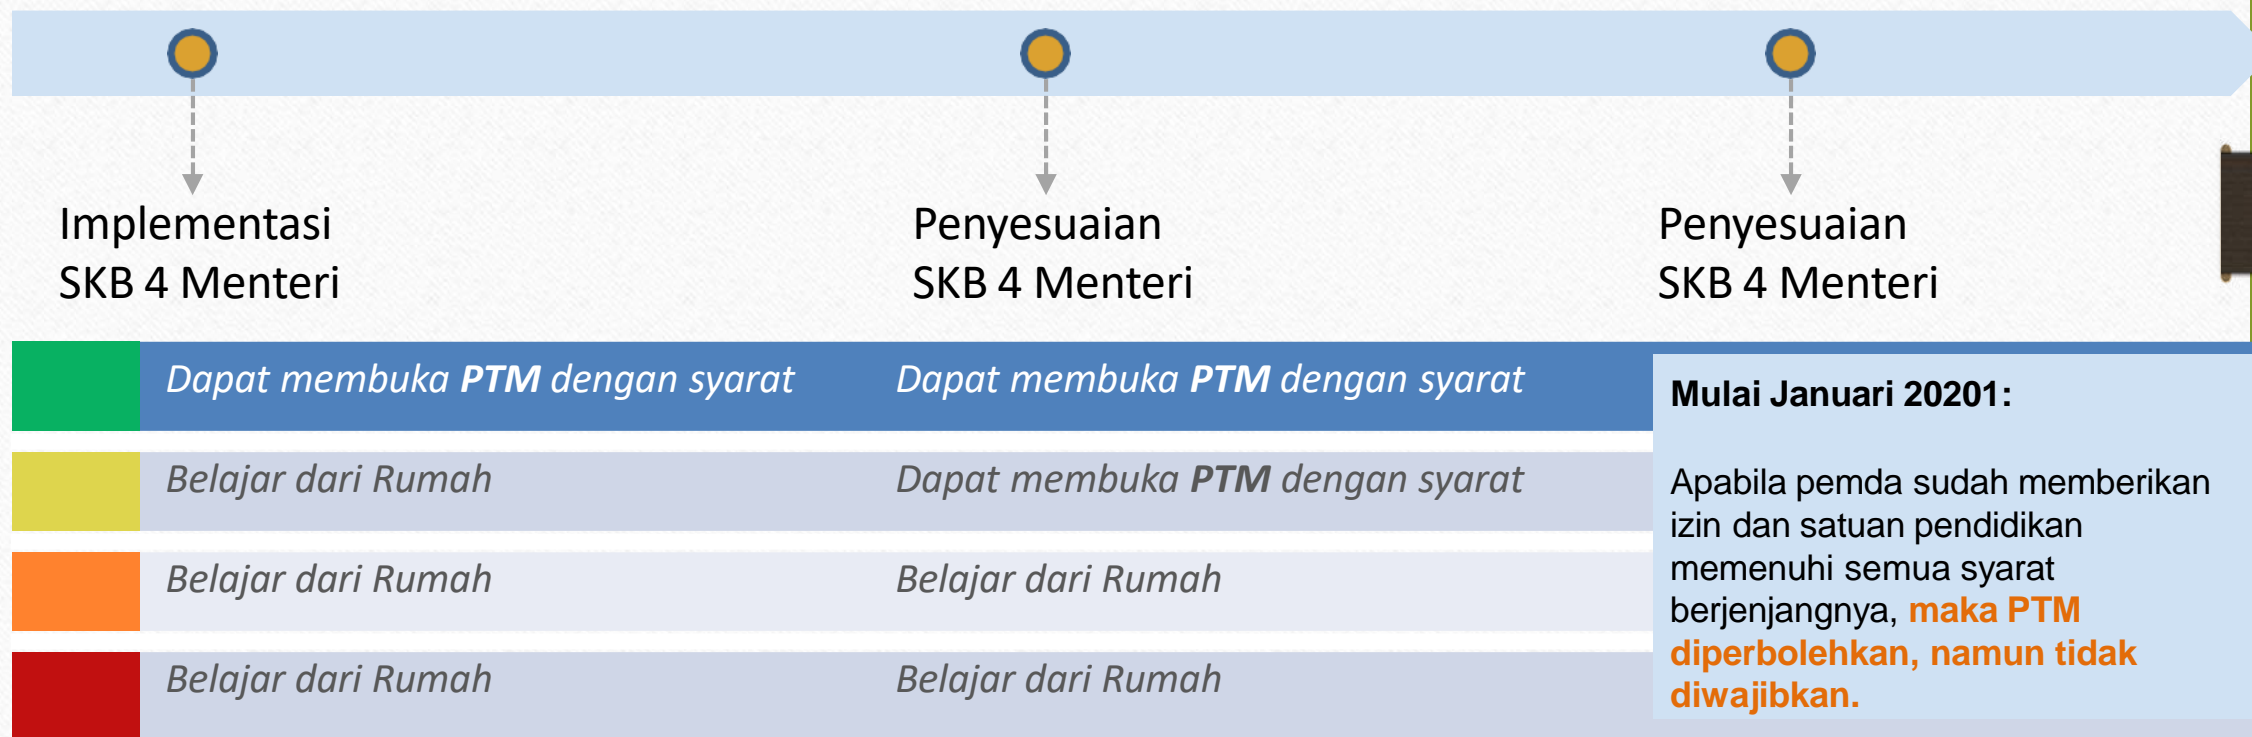 Implementasi
SKB 4 Menteri
Penyesuaian
SKB 4 Menteri
Penyesuaian
SKB 4 Menteri
Dapat membuka PTM dengan syarat
Dapat membuka PTM dengan syarat
Belajar dari Rumah
Dapat membuka PTM dengan syarat
Belajar dari Rumah
Belajar dari Rumah
Belajar dari Rumah
Belajar dari Rumah
Mulai Januari 20201:
Apabila pemda sudah memberikan
izin dan satuan pendidikan
memenuhi semua syarat
berjenjangnya, maka PTM
diperbolehkan, namun tidak
diwajibkan.